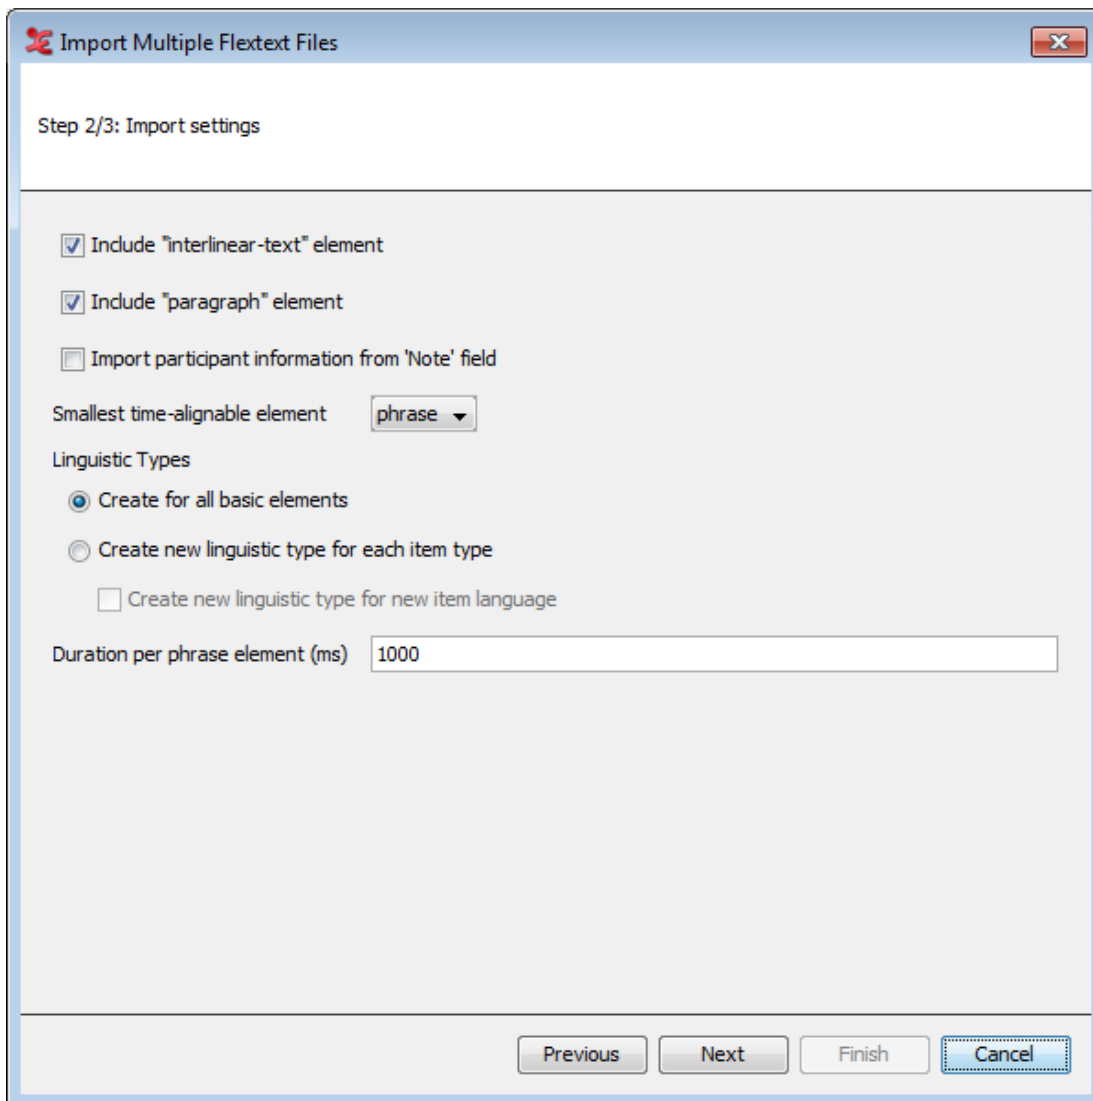 Import Multiple Flextext Files
Step 2/3: Import settings
Include "interlinear-text" element
Include "paragraph" element
Import participant information from 'Note' field
Smallest time-alignable element phrase
Linguistic Types
Create for all basic elements
Create new linguistic type for each item type
Create new linguistic type for new item language
Duration per phrase element (ms) 1000
Previous Next Finish Cancel